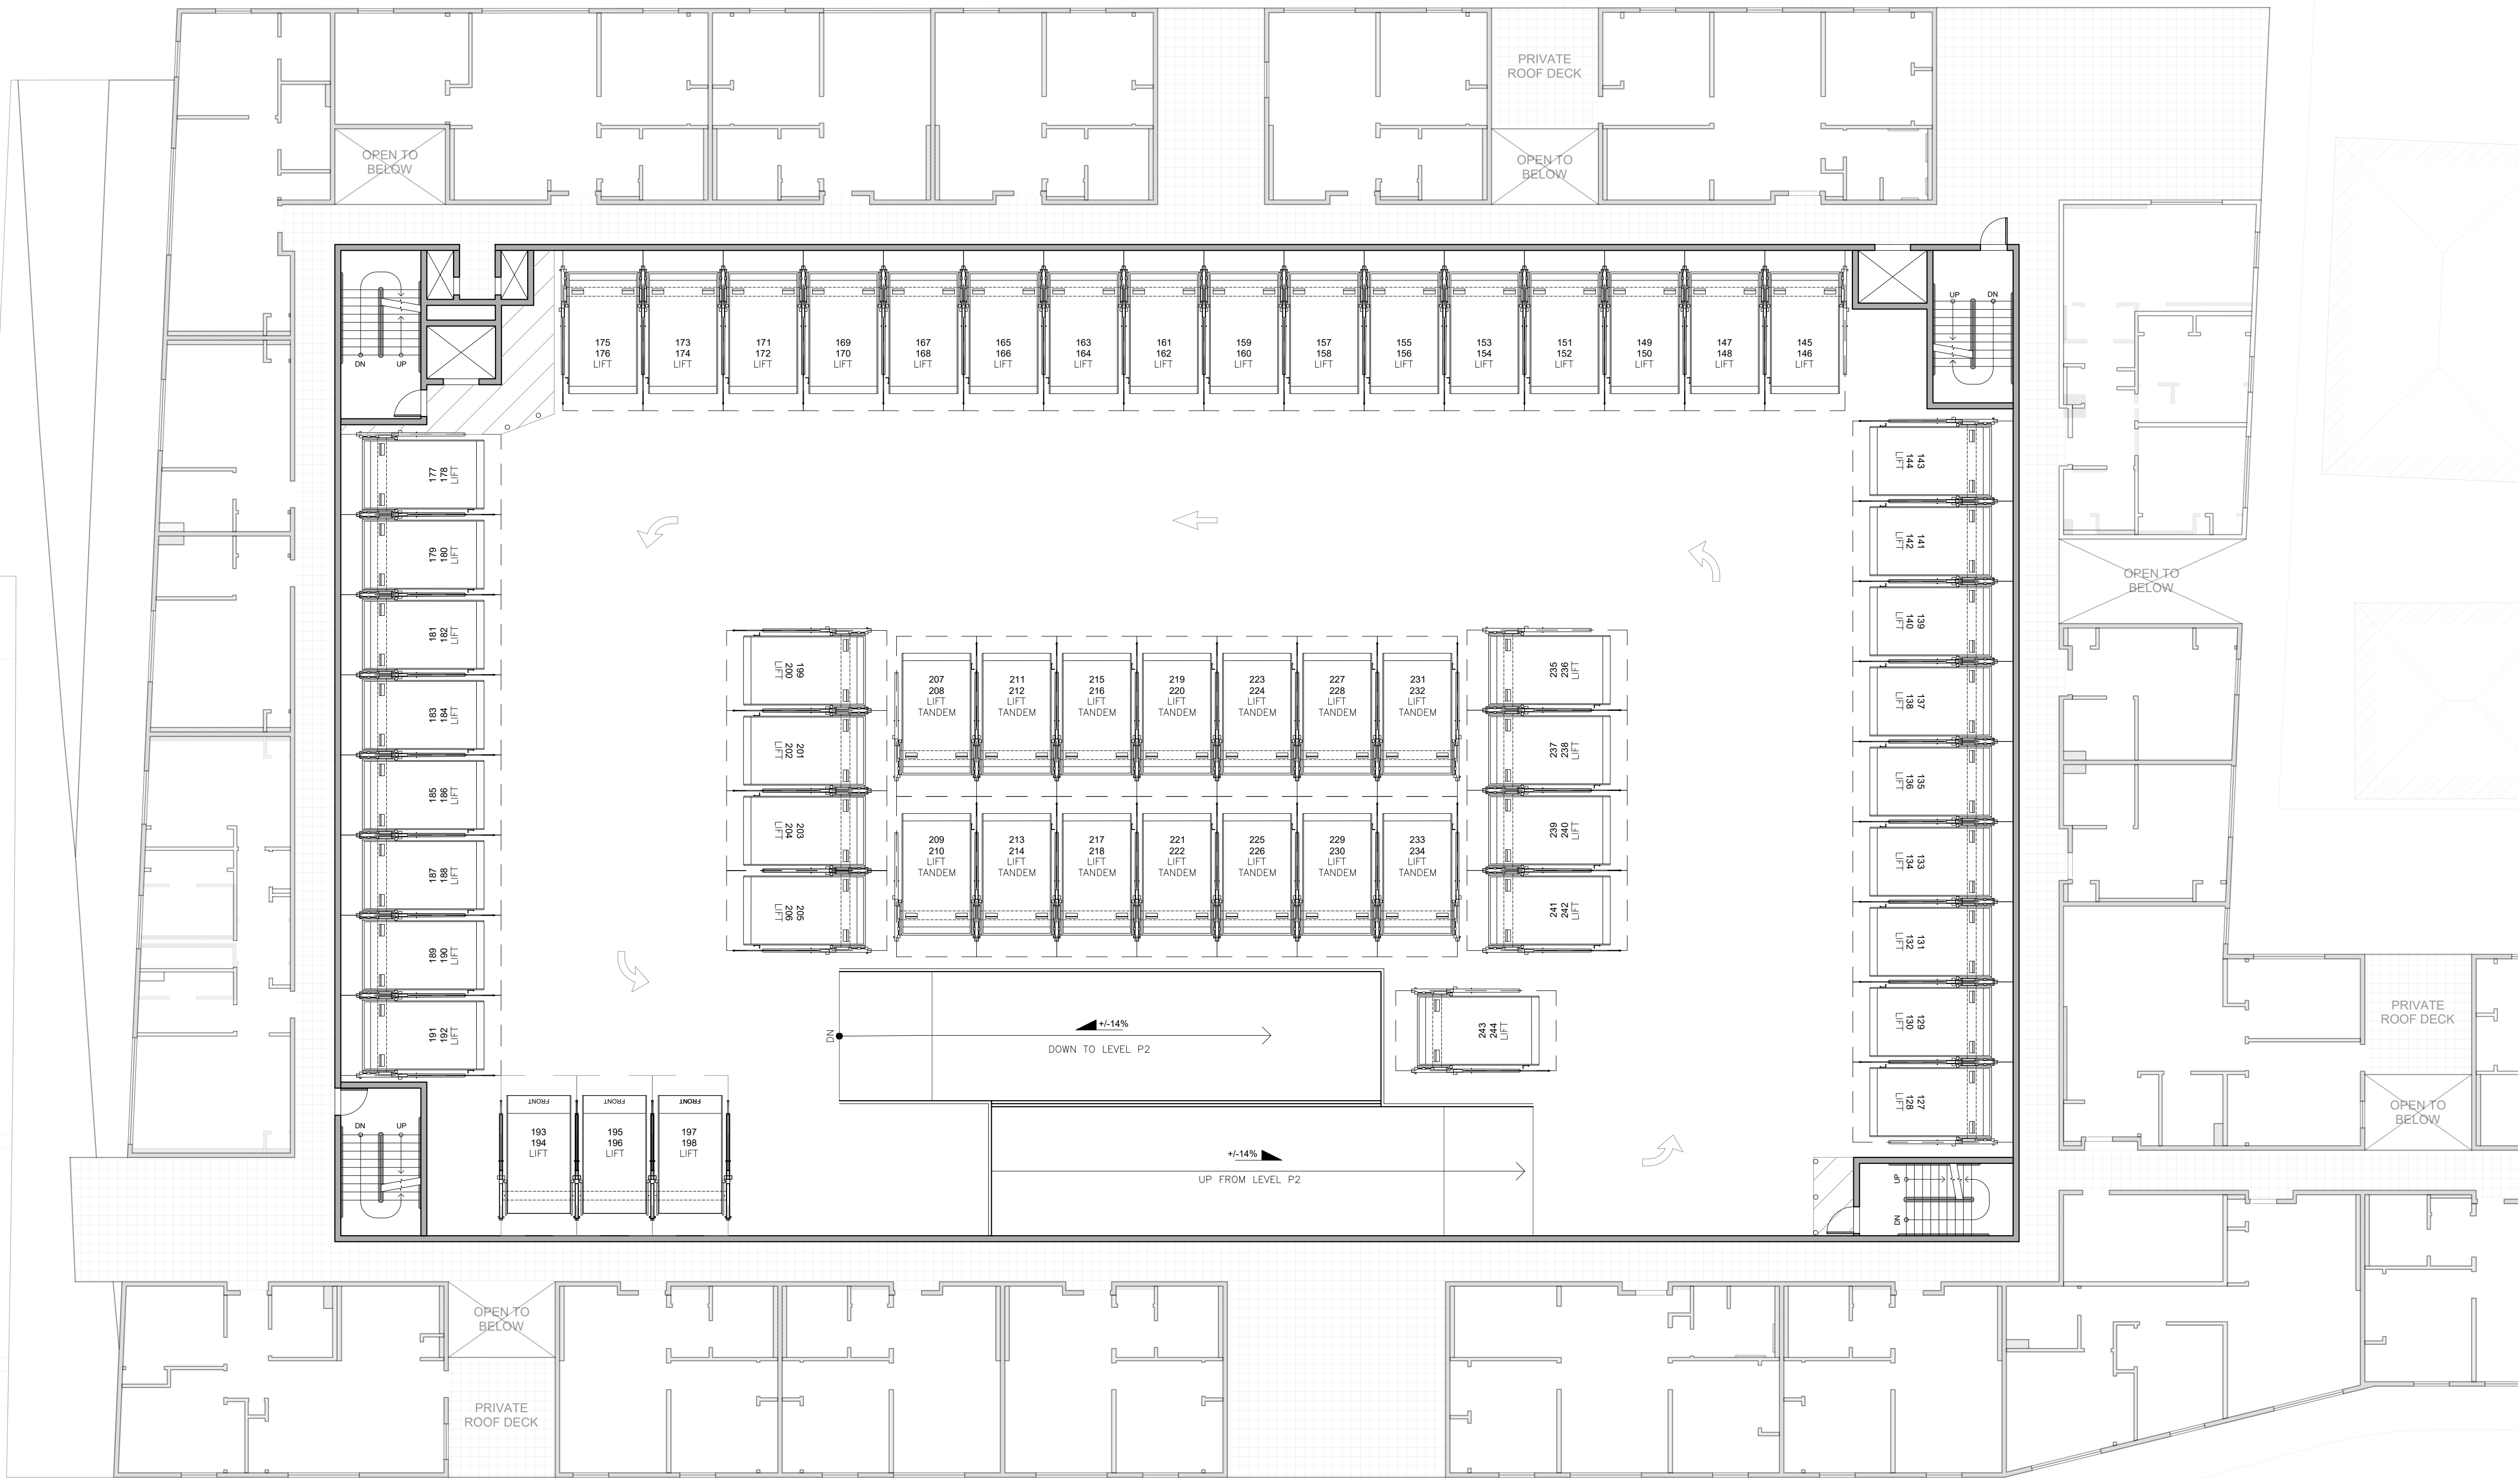 PRIVATE
ROOF DECK
OPEN TO
BELOW
OPEN TO
BELOW
DN
UP
UP
DN
175
176
LIFT
173
174
LIFT
171
172
LIFT
169
170
LIFT
167
168
LIFT
165
166
LIFT
163
164
LIFT
161
162
LIFT
159
160
LIFT
157
158
LIFT
155
156
LIFT
153
154
LIFT
151
152
LIFT
149
150
LIFT
147
148
LIFT
145
146
LIFT
177
178
LIFT
179
180
LIFT
181
182
LIFT
183
184
LIFT
185
186
LIFT
187
188
LIFT
189
190
LIFT
191
192
LIFT
143
144
LIFT
141
142
LIFT
139
140
LIFT
137
138
LIFT
135
136
LIFT
133
134
LIFT
131
132
LIFT
129
130
LIFT
127
128
LIFT
OPEN TO
BELOW
199
200
LIFT
201
202
LIFT
203
204
LIFT
205
206
LIFT
207
208
LIFT
TANDEM
211
212
LIFT
TANDEM
215
216
LIFT
TANDEM
219
220
LIFT
TANDEM
223
224
LIFT
TANDEM
227
228
LIFT
TANDEM
231
232
LIFT
TANDEM
209
210
LIFT
TANDEM
213
214
LIFT
TANDEM
217
218
LIFT
TANDEM
221
222
LIFT
TANDEM
225
226
LIFT
TANDEM
229
230
LIFT
TANDEM
233
234
LIFT
TANDEM
235
236
LIFT
237
238
LIFT
239
240
LIFT
241
242
LIFT
243
244
LIFT
DN
+/-14%
DOWN TO LEVEL P2
+/-14%
UP FROM LEVEL P2
PRIVATE
ROOF DECK
OPEN TO
BELOW
DN
UP
FRONT
193
194
LIFT
FRONT
195
196
LIFT
FRONT
197
198
LIFT
UP
DN
OPEN TO
BELOW
PRIVATE
ROOF DECK